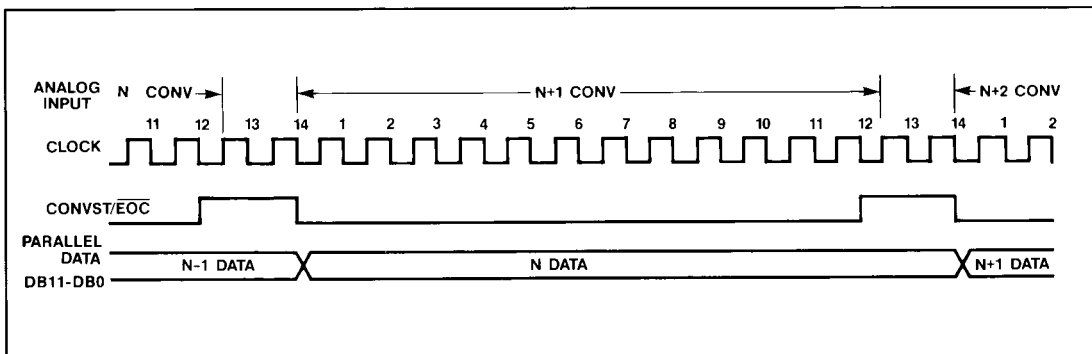 ANALOG INPUT N CONV N+1 CONV N+2 CONV
11 12 13 14 1 2 3 4 5 6 7 8 9 10 11 12 13 14 1 2
CLOCK
CONVST/EOC
PARALLEL DATA
N-1 DATA N DATA N+1 DATA
DB11-DB0